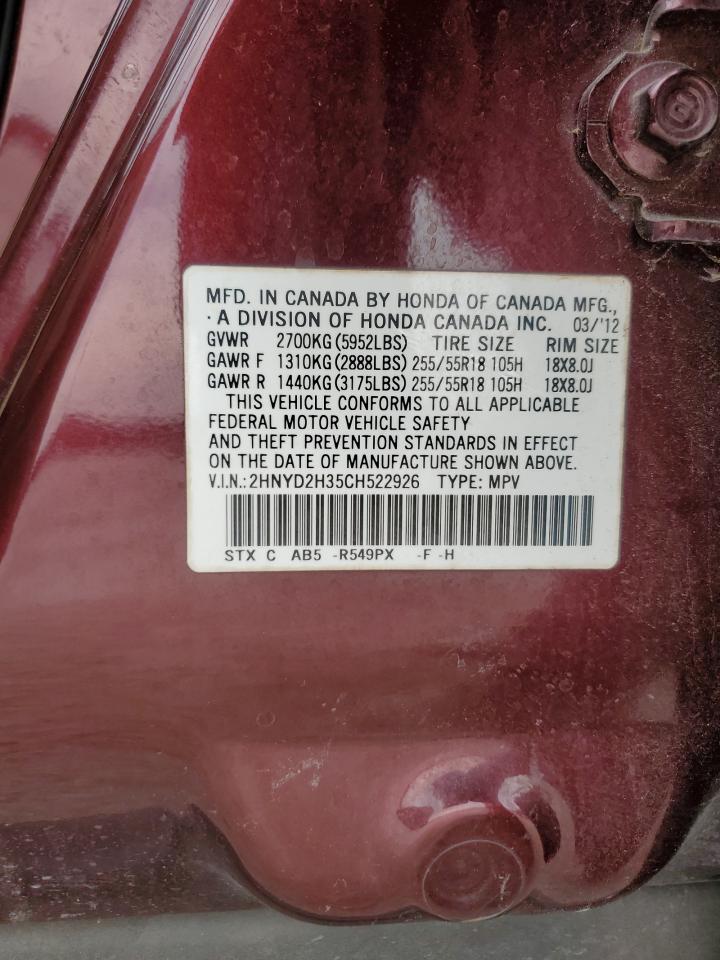 MFD. IN CANADA BY HONDA OF CANADA MFG.,
· A DIVISION OF HONDA CANADA INC. 03/'12
GVWR 2700KG(5952LBS) TIRE SIZE RIM SIZE
GAWR F 1310KG(2888LBS) 255/55R18 105H 18X8.0J
GAWR R 1440KG(3175LBS) 255/55R18 105H 18X8.0J
THIS VEHICLE CONFORMS TO ALL APPLICABLE
FEDERAL MOTOR VEHICLE SAFETY
AND THEFT PREVENTION STANDARDS IN EFFECT
ON THE DATE OF MANUFACTURE SHOWN ABOVE.
V.I.N.:2HNYD2H35CH522926 TYPE: MPV
STX C AB5 -R549PX -F -H